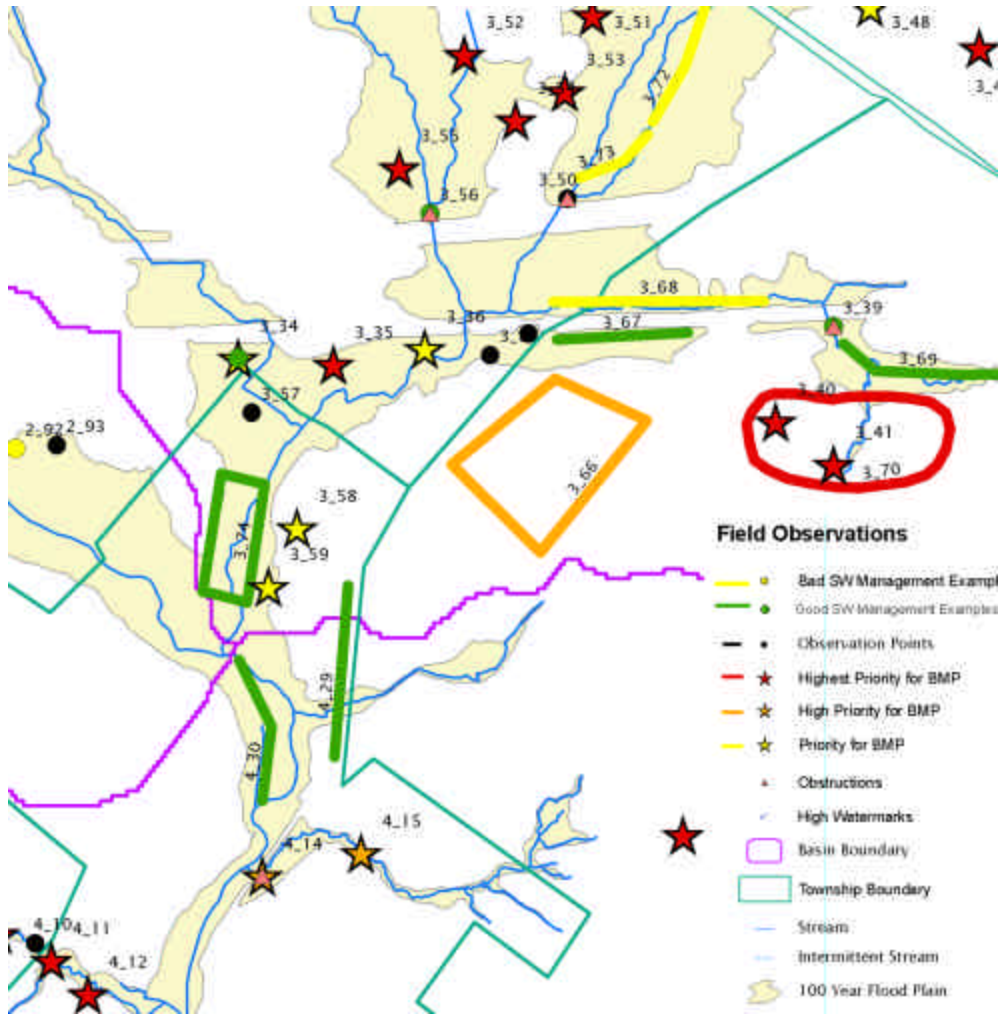 3_52
3_51
3_48
3_53
3_72
3_55
3_73
3_50
3_56
3_68
3_39
3_34
3_35
3_36
3_67
3_69
3_57
3_40
2_92
2_93
3_41
3_70
3_66
3_58
3_74
3_59
Field Observations
Bad SW Management Exampl
Good SW Management Examples
Observation Points
Highest Priority for BMP
High Priority for BMP
Priority for BMP
Obstructions
High Watermarks
Basin Boundary
Township Boundary
Stream
Intermittent Stream
100 Year Flood Plain
4_29
4_30
4_15
4_14
4_10
4_11
4_12